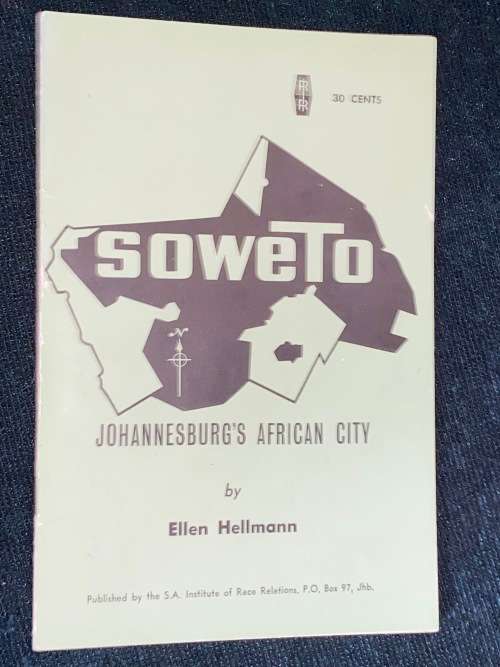 RR 30 CENTS
SOWETO
N
JOHANNESBURG'S AFRICAN CITY
by
Ellen Hellmann
Published by the S.A. Institute of Race Relations, P.O. Box 97, Jhb.